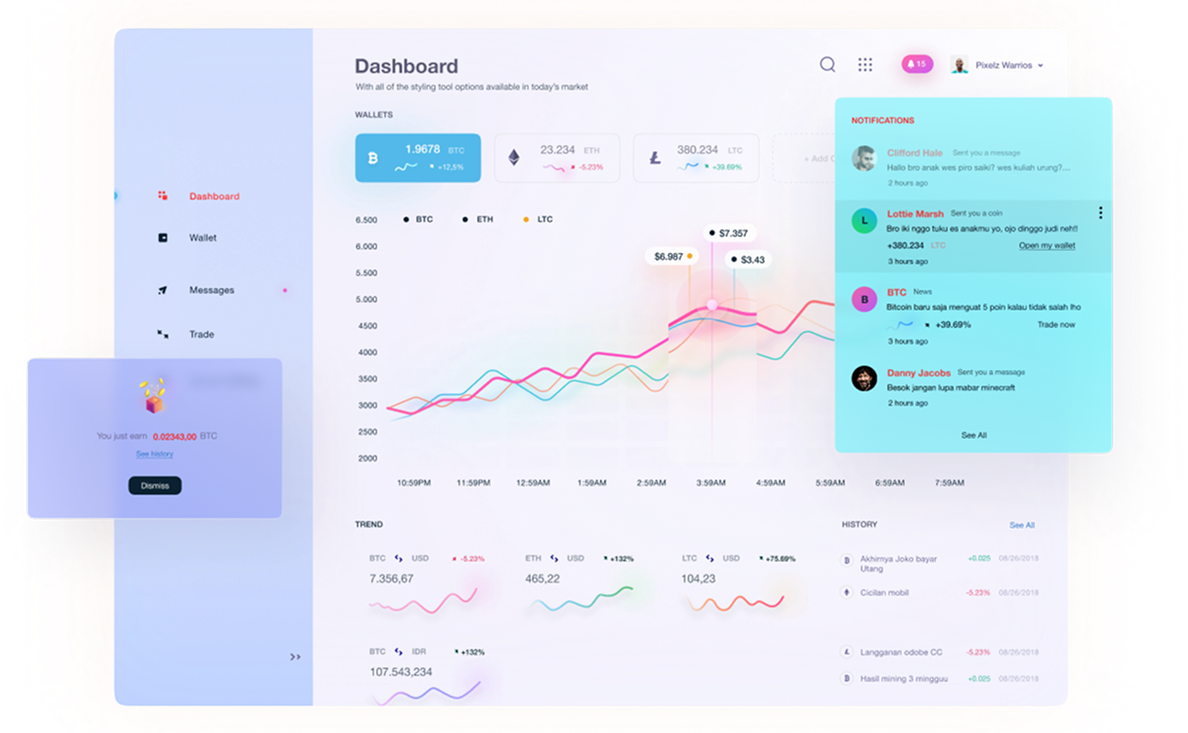 Dashboard
With all of the styling tool options available in today's market
15
Pixelz Warrios
WALLETS
1.9678 BTC
+12,5%
23.234 ETH
-5.23%
380.234 LTC
+39.69%
+ Add C
Dashboard
Wallet
Messages
Trade
You just earn 0.02343,00 BTC
See history
Dismiss
BTC
ETH
LTC
6.500
6.000
5.500
5.000
4500
4000
3500
3000
2500
2000
$7.357
$6.987
$3.43
10:59PM
11:59PM
12:59AM
1:59AM
2:59AM
3:59AM
4:59AM
5:59AM
6:59AM
7:59AM
NOTIFICATIONS
Clifford Hale Sent you a message
Hallo bro anak wes piro saiki? wes kuliah urung?...
2 hours ago
L
Lottie Marsh Sent you a coin
Bro iki nggo tuku es anakmu yo, ojo dinggo judi neh!!
+380.234 LTC Open my wallet
3 hours ago
B
BTC News
Bitcoin baru saja menguat 5 poin kalau tidak salah lho
+39.69% Trade now
3 hours ago
Danny Jacobs Sent you a message
Besok jangan lupa mabar minecraft
2 hours ago
See All
TREND
BTC USD -5.23%
7.356,67
ETH USD +132%
465,22
LTC USD +75.69%
104,23
BTC IDR +132%
107.543,234
HISTORY See All
Akhirnya Joko bayar
Utang
+0.025 08/26/2018
Cicilan mobil -5.23% 08/26/2018
Langganan odobe CC -5.23% 08/26/2018
Hasil mining 3 mingguu +0.025 08/26/2018